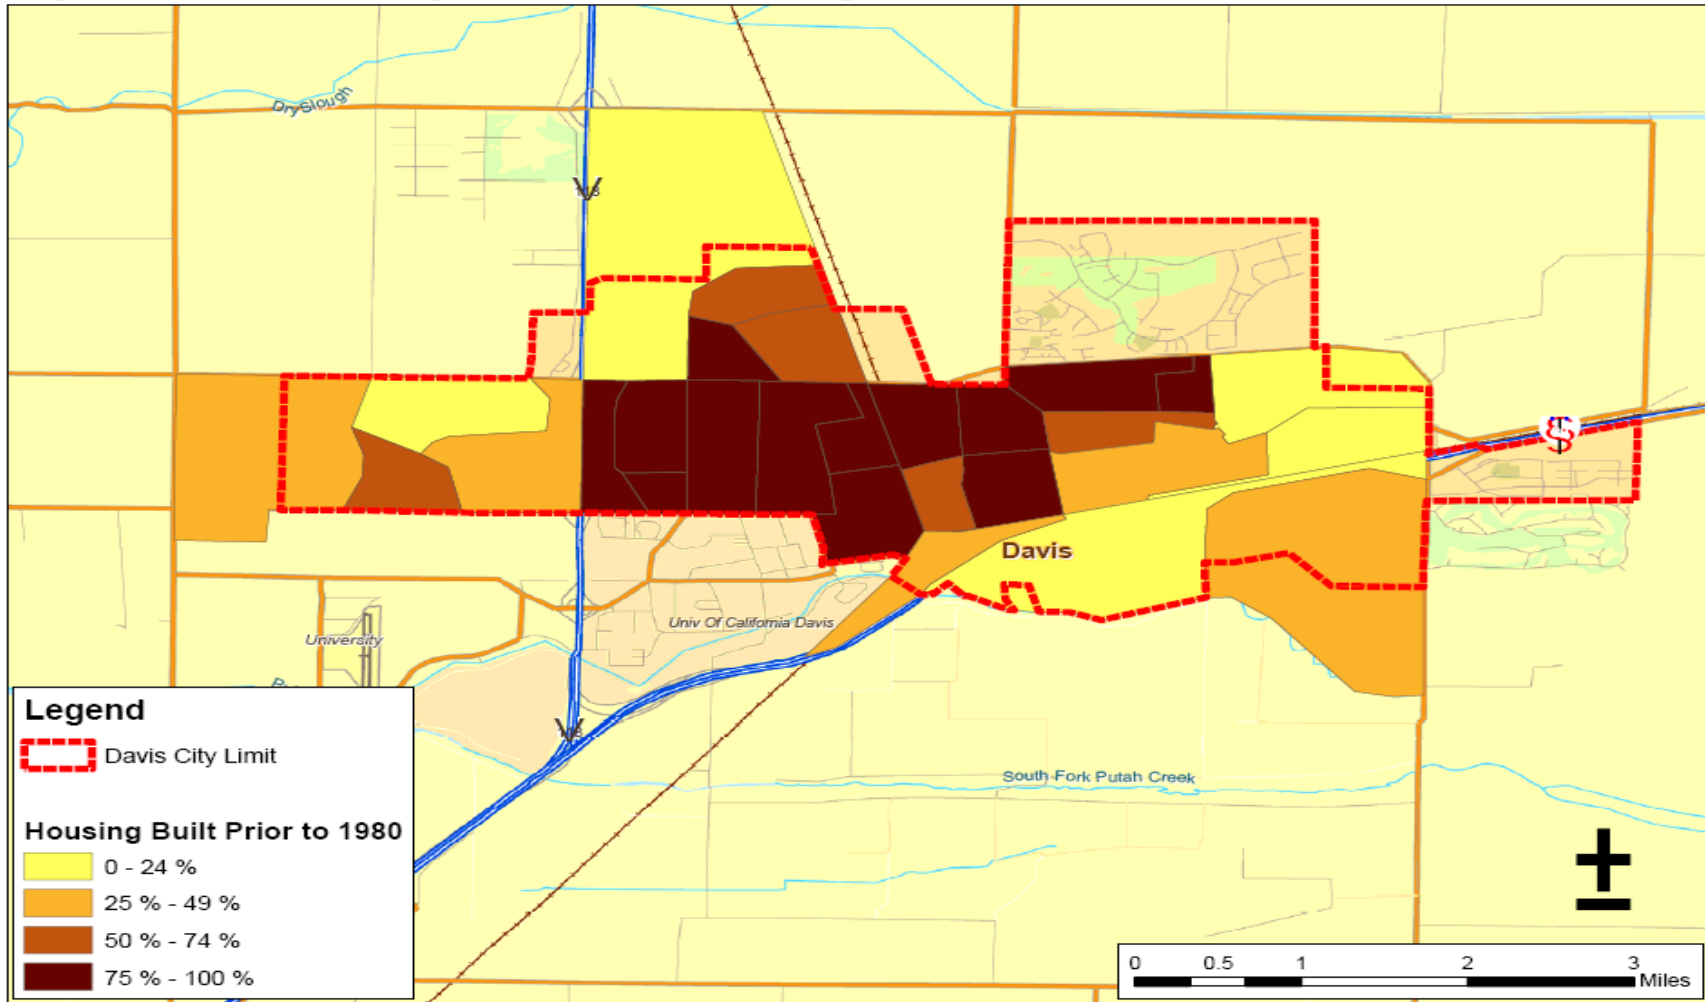 Dry Slough
113
Davis
Univ Of California Davis
University
South Fork Putah Creek
Legend
Davis City Limit
Housing Built Prior to 1980
0 - 24 %
25 % - 49 %
50 % - 74 %
75 % - 100 %
0 0.5 1 2 3
Miles